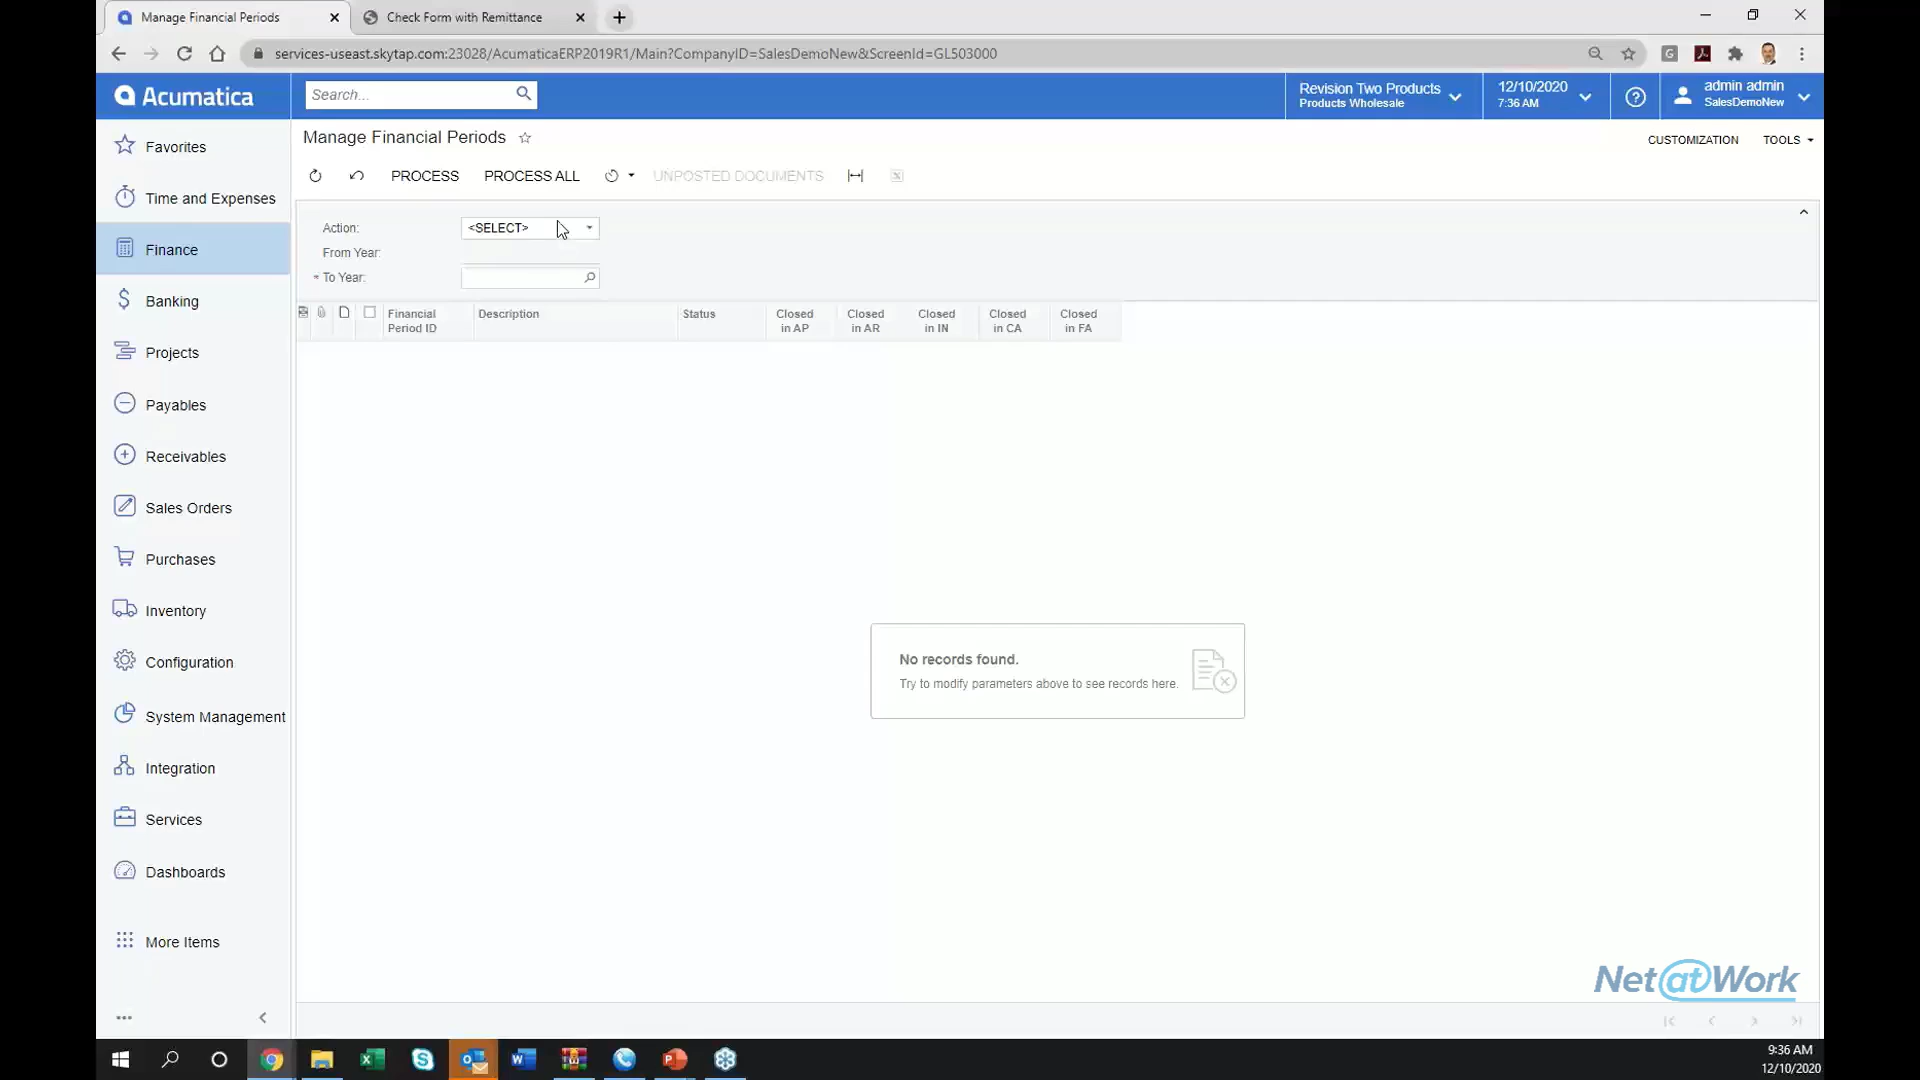 Manage Financial Periods
Check Form with Remittance
services-useast.skytap.com:23028/AcumaticaERP2019R1/Main?CompanyID=SalesDemoNew&ScreenId=GL503000
Acumatica
Search...
Revision Two Products
Products Wholesale
12/10/2020
7:36 AM
admin admin
SalesDemoNew
Favorites
Time and Expenses
Finance
Banking
Projects
Payables
Receivables
Sales Orders
Purchases
Inventory
Configuration
System Management
Integration
Services
Dashboards
More Items
Manage Financial Periods
CUSTOMIZATION
TOOLS
PROCESS
PROCESS ALL
UNPOSTED DOCUMENTS
Action:
<SELECT>
From Year:
* To Year:
Financial Period ID
Description
Status
Closed in AP
Closed in AR
Closed in IN
Closed in CA
Closed in FA
No records found.
Try to modify parameters above to see records here.
NetatWork
9:36 AM
12/10/2020